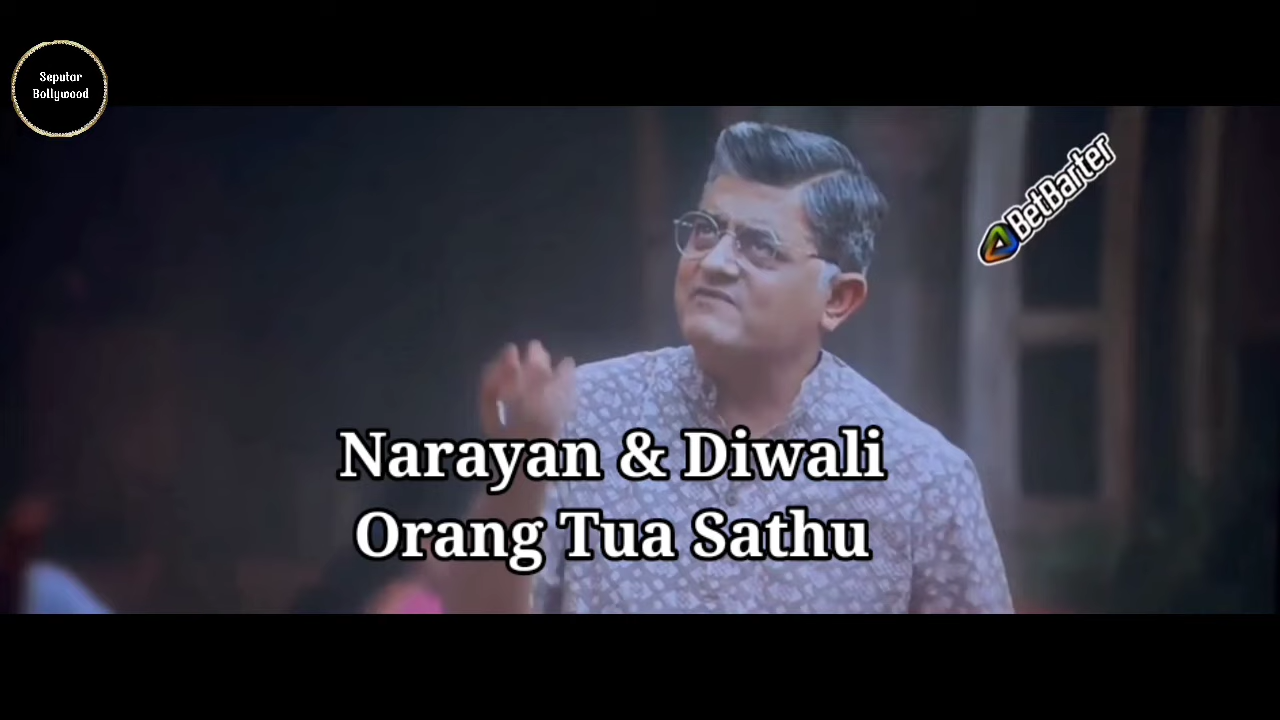 Seputar
Bollywood
BetBarter
Narayan & Diwali
Orang Tua Sathu